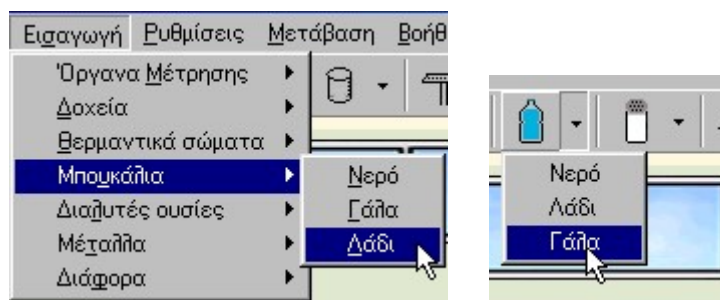 Εισαγωγή Ρυθμίσεις Μετάβαση Βοήθ
Όργανα Μέτρησης
Δοχεία
Θερμαντικά σώματα
Μπουκάλια
Διαλυτές ουσίες
Μέταλλα
Διάφορα
Νερό
Γάλα
Λάδι
Νερό
Λάδι
Γάλα